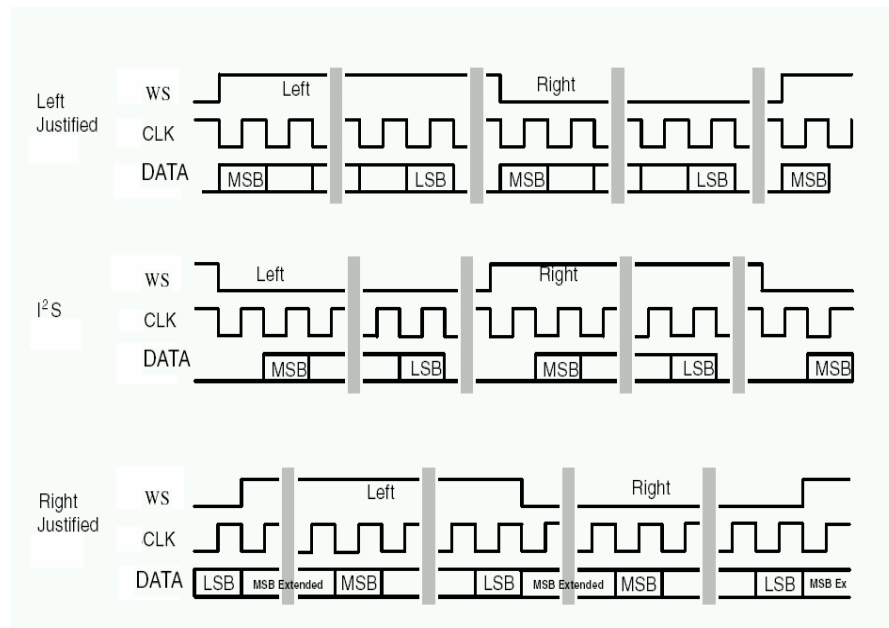 Left Justified
WS Left Right
CLK
DATA MSB LSB MSB LSB MSB
I²S
WS Left Right
CLK
DATA MSB LSB MSB LSB MSB
Right Justified
WS Left Right
CLK
DATA LSB MSB Extended MSB LSB MSB Extended MSB LSB MSB Ex